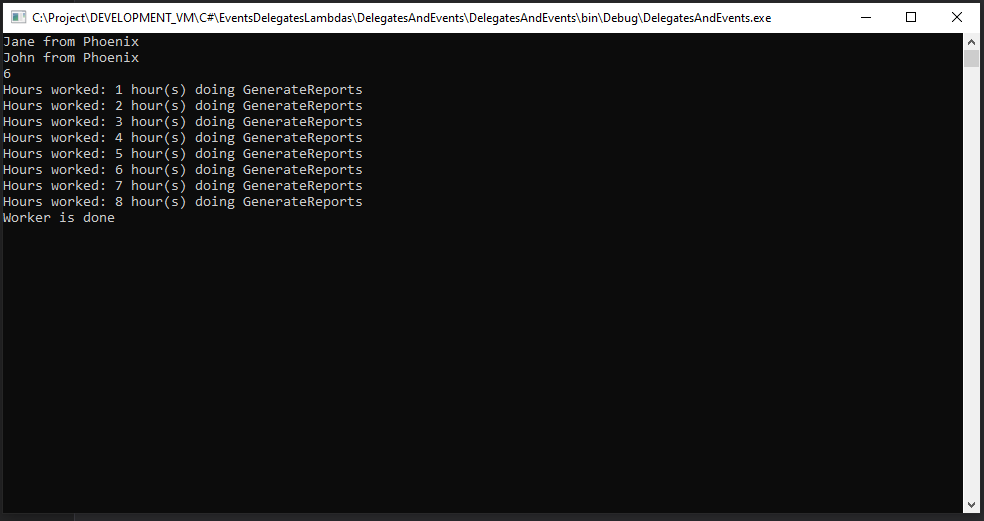 C:\Project\DEVELOPMENT_VM\C#\EventsDelegatesLambdas\DelegatesAndEvents\DelegatesAndEvents\bin\Debug\DelegatesAndEvents.exe
Jane from Phoenix
John from Phoenix
6
Hours worked: 1 hour(s) doing GenerateReports
Hours worked: 2 hour(s) doing GenerateReports
Hours worked: 3 hour(s) doing GenerateReports
Hours worked: 4 hour(s) doing GenerateReports
Hours worked: 5 hour(s) doing GenerateReports
Hours worked: 6 hour(s) doing GenerateReports
Hours worked: 7 hour(s) doing GenerateReports
Hours worked: 8 hour(s) doing GenerateReports
Worker is done